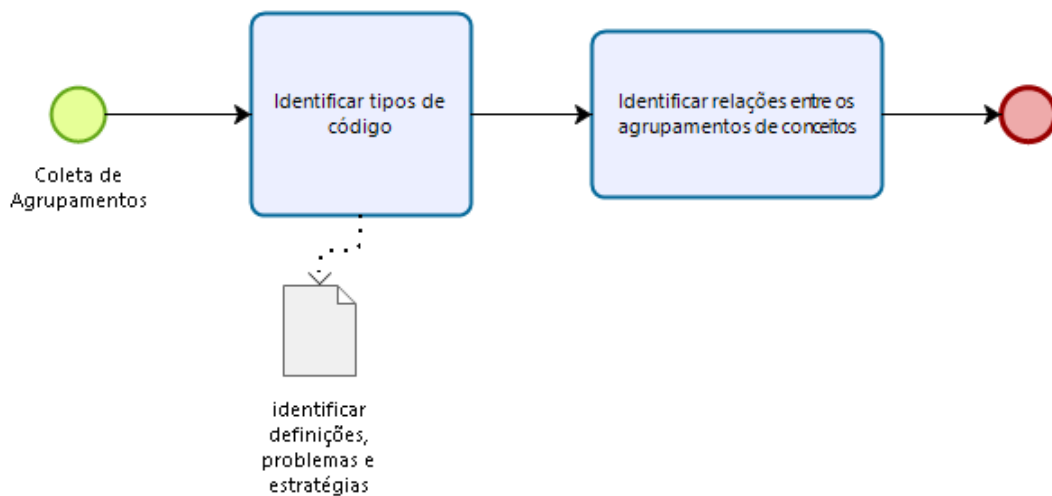 Identificar tipos de
código
Identificar relações entre os
agrupamentos de conceitos
Coleta de
Agrupamentos
identificar
definições,
problemas e
estratégias